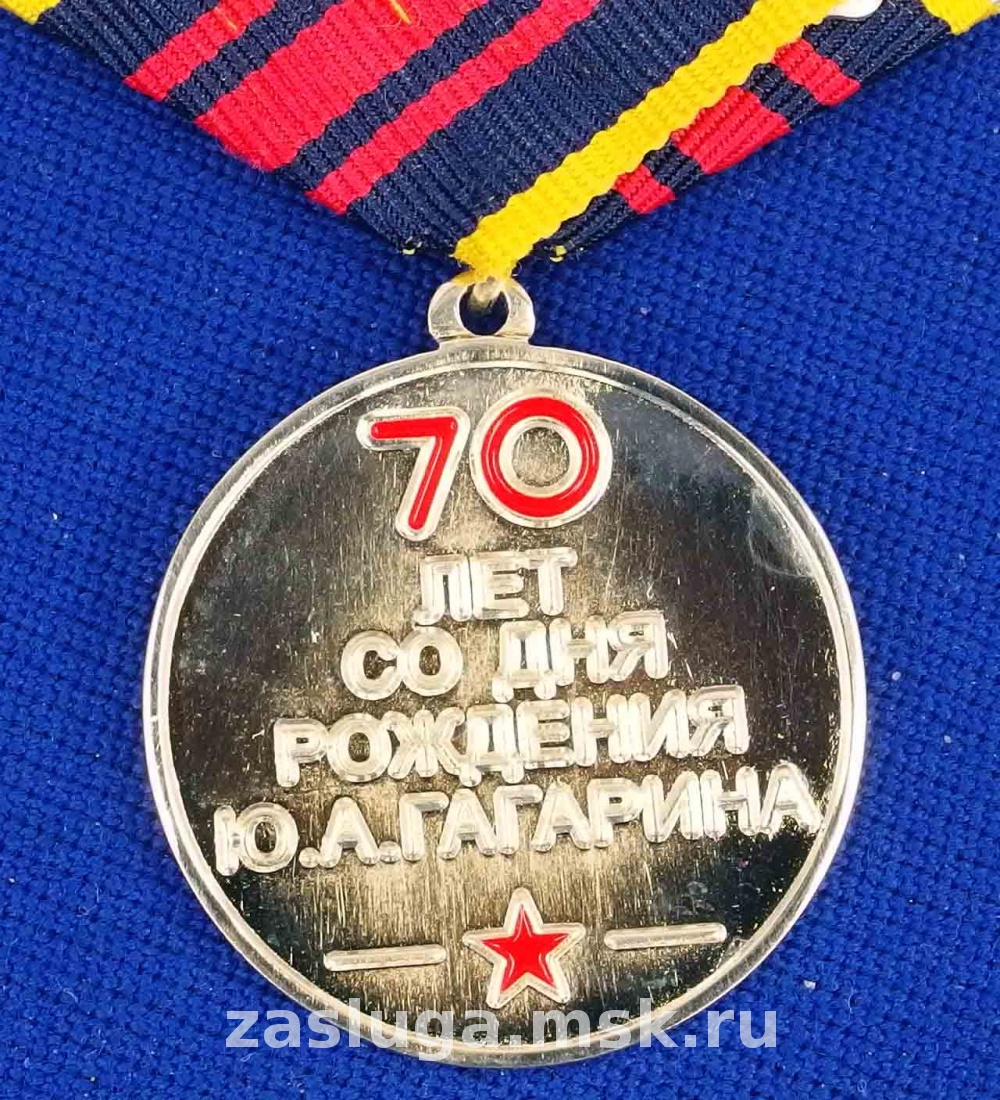 70
ЛЕТ
СО ДНЯ
РОЖДЕНИЯ
Ю.А.ГАГАРИНА
zasluga.msk.ru